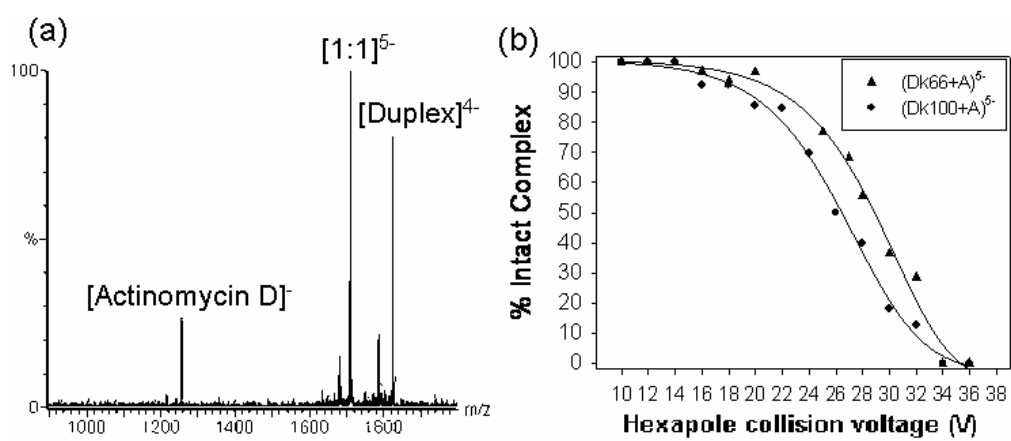 (a)
[1:1]5-
[Duplex]4-
[Actinomycin D]-
100
%
0
1000 1200 1400 1600 1800 m/z
(b)
(Dk66+A)5-
(Dk100+A)5-
% Intact Complex
100
90
80
70
60
50
40
30
20
10
0
10 12 14 16 18 20 22 24 26 28 30 32 34 36 38
Hexapole collision voltage (V)